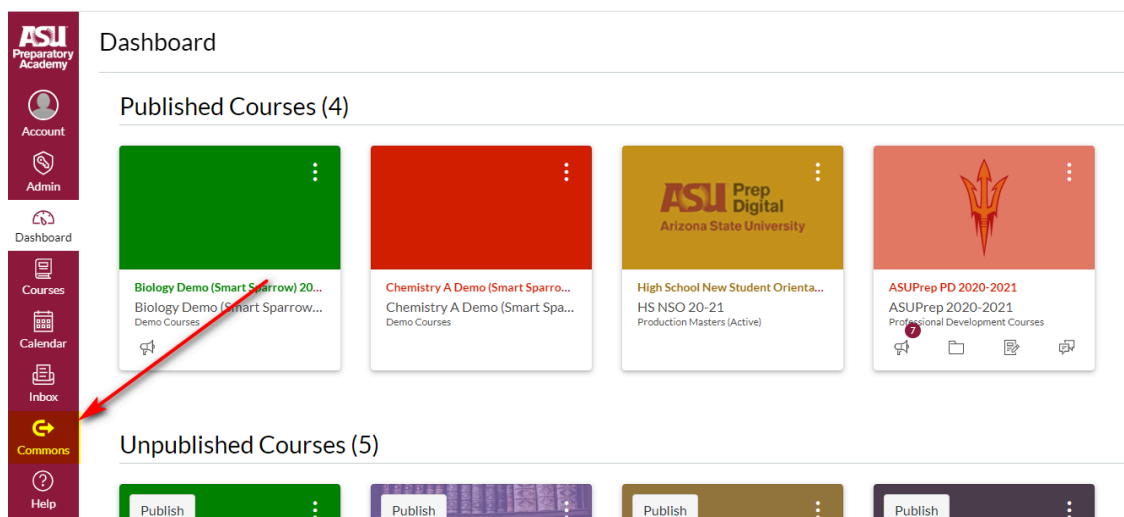 ASU
Preparatory
Academy
Account
Admin
Dashboard
Courses
Calendar
Inbox
Commons
Help
Dashboard
Published Courses (4)
Biology Demo (Smart Sparrow) 20...
Biology Demo (Smart Sparrow...
Demo Courses
Chemistry A Demo (Smart Sparro...
Chemistry A Demo (Smart Spa...
Demo Courses
ASU Prep
Digital
Arizona State University
High School New Student Orienta...
HS NSO 20-21
Production Masters (Active)
ASUPrep PD 2020-2021
ASUPrep 2020-2021
Professional Development Courses
7
Unpublished Courses (5)
Publish
Publish
Publish
Publish